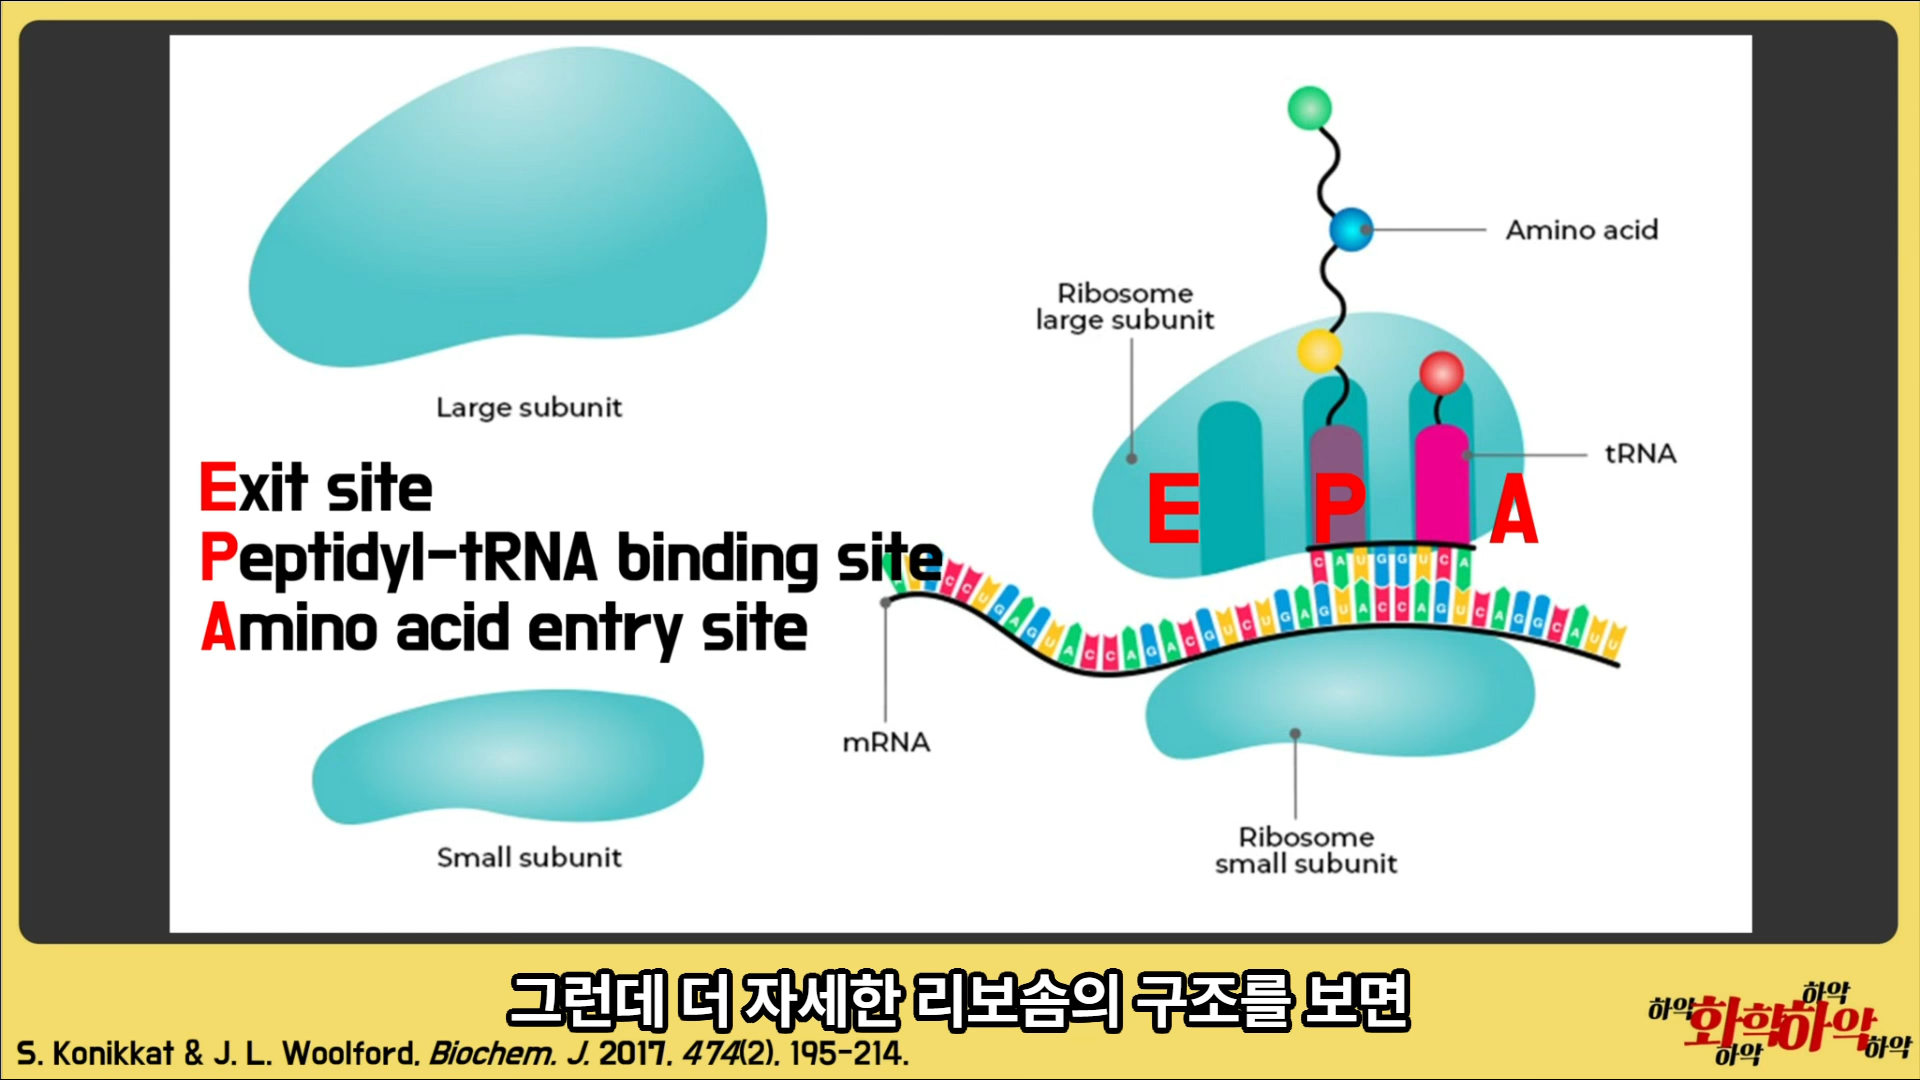 Large subunit
Exit site
Peptidyl-tRNA binding site
Amino acid entry site
Small subunit
Amino acid
Ribosome
large subunit
tRNA
E P A
C A U G G U C A
C C U G A G U A C C A G A C G U C U G A G U A C C A G U C A G G C A U U
mRNA
Ribosome
small subunit
그런데 더 자세한 리보솜의 구조를 보면
S. Konikkat & J. L. Woolford, Biochem. J. 2017, 474(2), 195-214.
하악 화학하악 하악
하악 하악